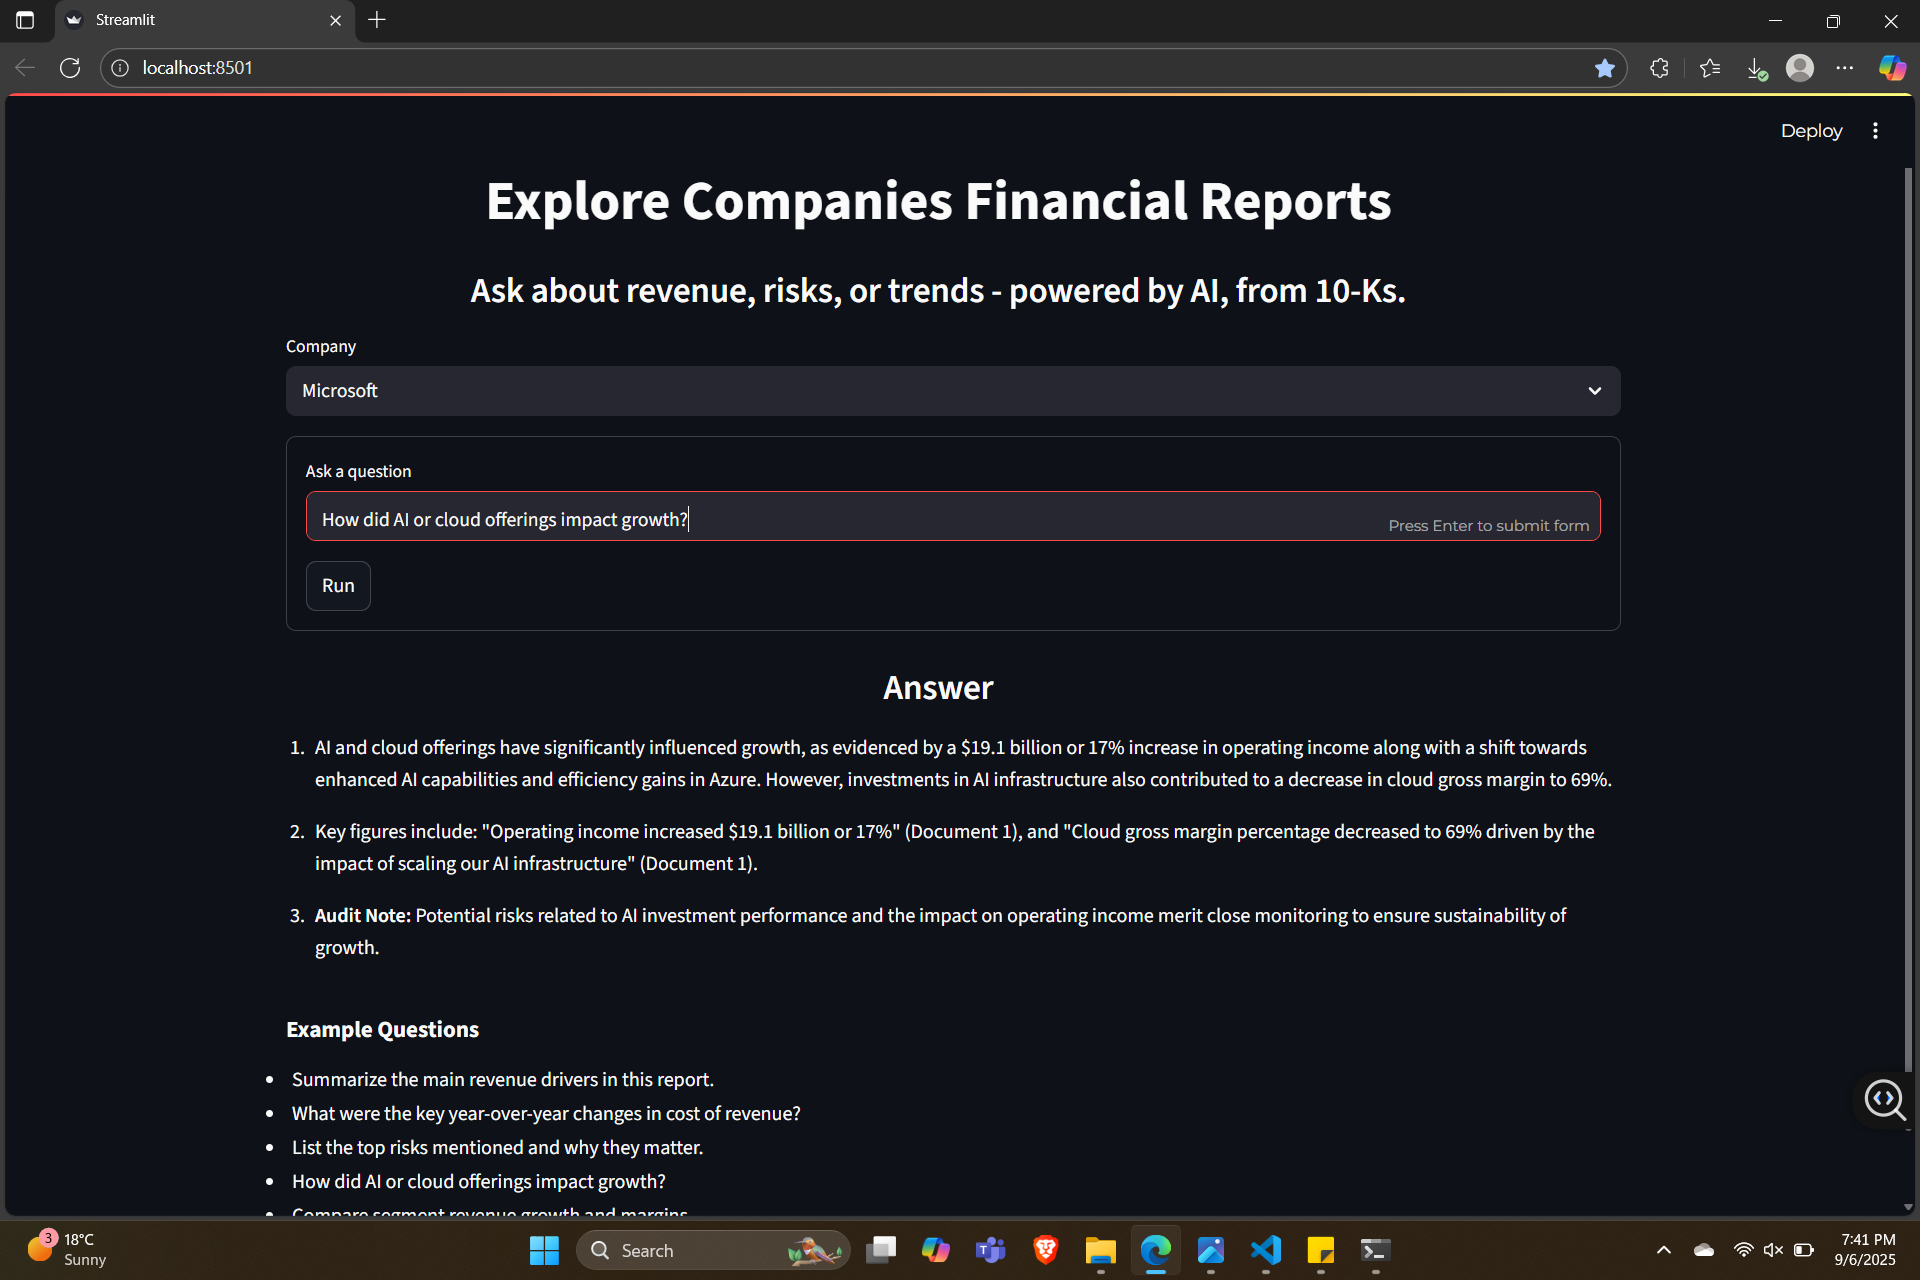 Streamlit
localhost:8501
Deploy
Explore Companies Financial Reports
Ask about revenue, risks, or trends - powered by AI, from 10-Ks.
Company
Microsoft
Ask a question
How did AI or cloud offerings impact growth?
Press Enter to submit form
Run
Answer
1. AI and cloud offerings have significantly influenced growth, as evidenced by a $19.1 billion or 17% increase in operating income along with a shift towards
enhanced AI capabilities and efficiency gains in Azure. However, investments in AI infrastructure also contributed to a decrease in cloud gross margin to 69%.
2. Key figures include: "Operating income increased $19.1 billion or 17%" (Document 1), and "Cloud gross margin percentage decreased to 69% driven by the
impact of scaling our AI infrastructure" (Document 1).
3. Audit Note: Potential risks related to AI investment performance and the impact on operating income merit close monitoring to ensure sustainability of
growth.
Example Questions
• Summarize the main revenue drivers in this report.
• What were the key year-over-year changes in cost of revenue?
• List the top risks mentioned and why they matter.
• How did AI or cloud offerings impact growth?
• Compare segment revenue growth and margins
3
18°C
Sunny
Search
7:41 PM
9/6/2025